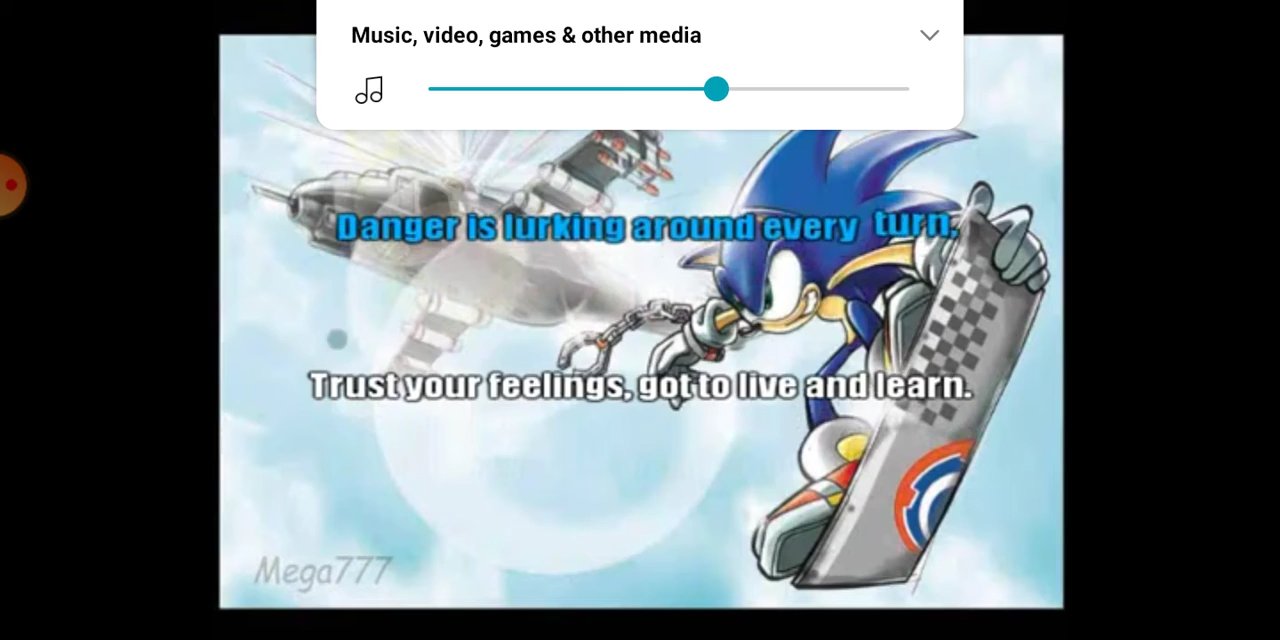 Music, video, games & other media
Danger is lurking around every turn.
Trust your feelings, got to live and learn.
Mega777